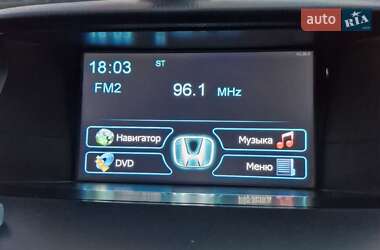 auto RIA
18:03 ST
FM2 96.1 MHz
Навигатор Музыка
DVD Меню